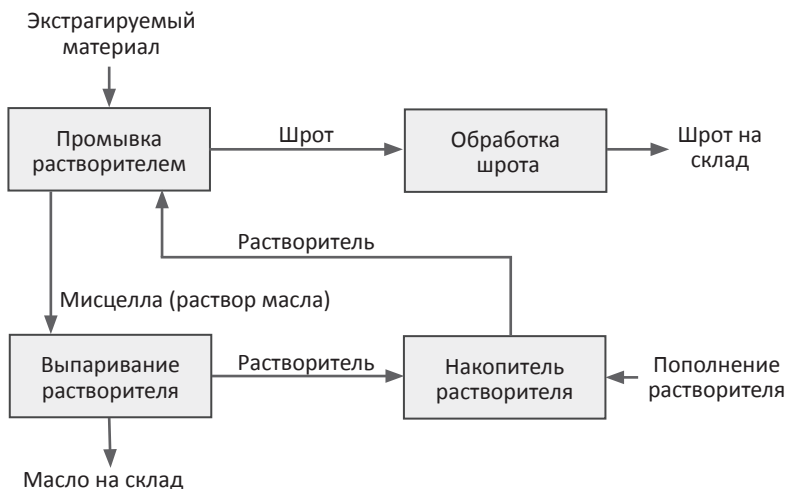 Экстрагируемый
материал
Промывка
растворителем
Шрот
Обработка
шрота
Шрот на
склад
Растворитель
Мисцелла (раствор масла)
Выпаривание
растворителя
Растворитель
Накопитель
растворителя
Пополнение
растворителя
Масло на склад